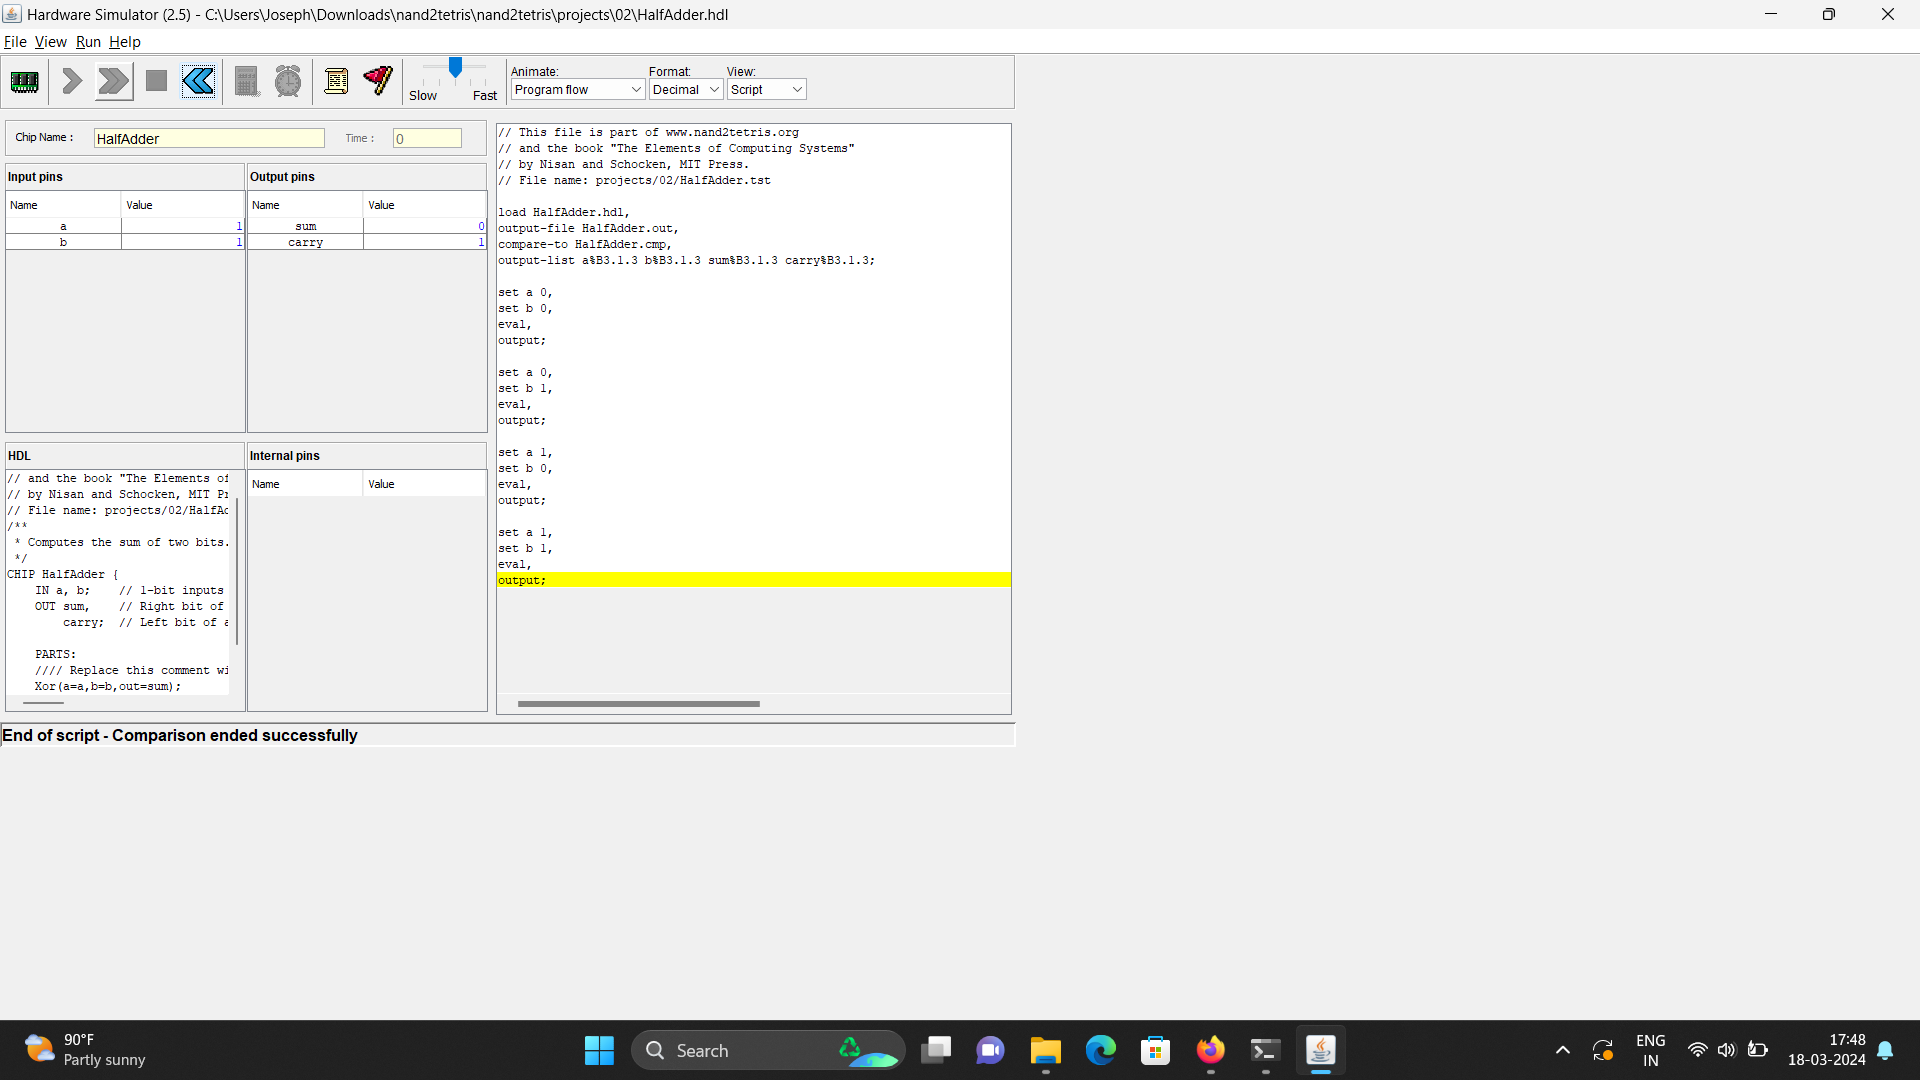 Hardware Simulator (2.5) - C:\Users\Joseph\Downloads\nand2tetris\nand2tetris\projects\02\HalfAdder.hdl
File View Run Help
Slow Fast
Animate: Format: View:
Program flow Decimal Script
Chip Name : HalfAdder Time : 0
Input pins
Name Value
a 1
b 1
Output pins
Name Value
sum 0
carry 1
HDL
// and the book "The Elements of
// by Nisan and Schocken, MIT Pr
// File name: projects/02/HalfAd
/**
* Computes the sum of two bits.
*/
CHIP HalfAdder {
IN a, b; // 1-bit inputs
OUT sum, // Right bit of
carry; // Left bit of a
PARTS:
//// Replace this comment wi
Xor(a=a,b=b,out=sum);
Internal pins
Name Value
// This file is part of www.nand2tetris.org
// and the book "The Elements of Computing Systems"
// by Nisan and Schocken, MIT Press.
// File name: projects/02/HalfAdder.tst
load HalfAdder.hdl,
output-file HalfAdder.out,
compare-to HalfAdder.cmp,
output-list a%B3.1.3 b%B3.1.3 sum%B3.1.3 carry%B3.1.3;
set a 0,
set b 0,
eval,
output;
set a 0,
set b 1,
eval,
output;
set a 1,
set b 0,
eval,
output;
set a 1,
set b 1,
eval,
output;
End of script - Comparison ended successfully
90°F
Partly sunny
Search
ENG
IN
17:48
18-03-2024